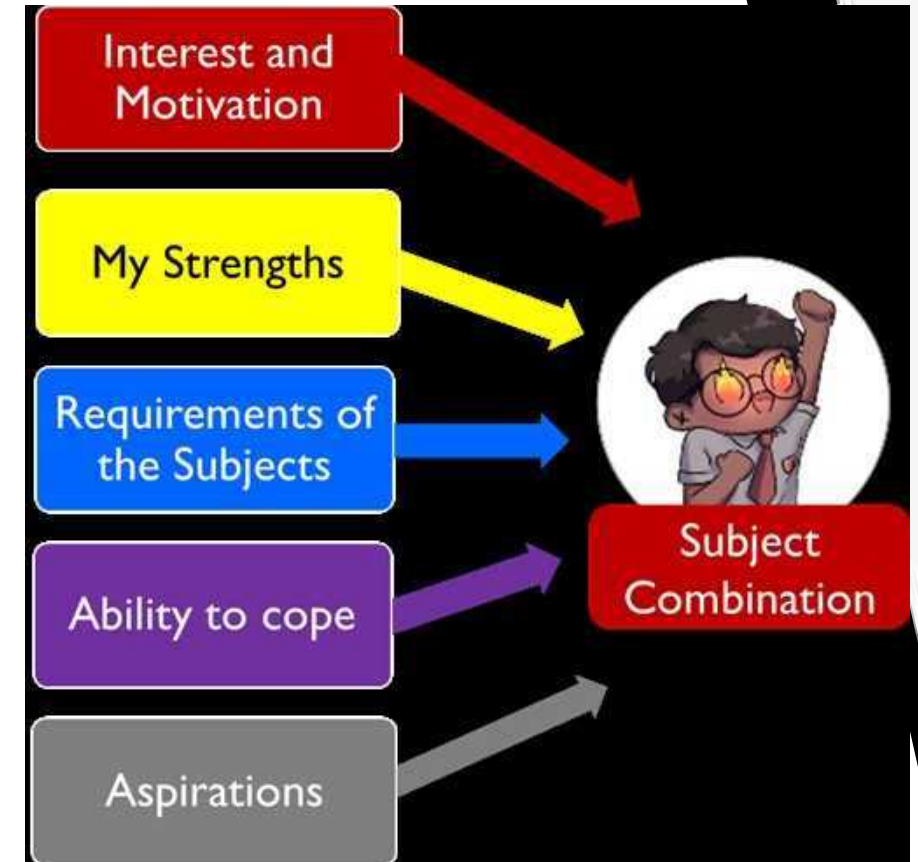 Interest and
Motivation
My Strengths
Requirements of
the Subjects
Ability to cope
Aspirations
Subject
Combination